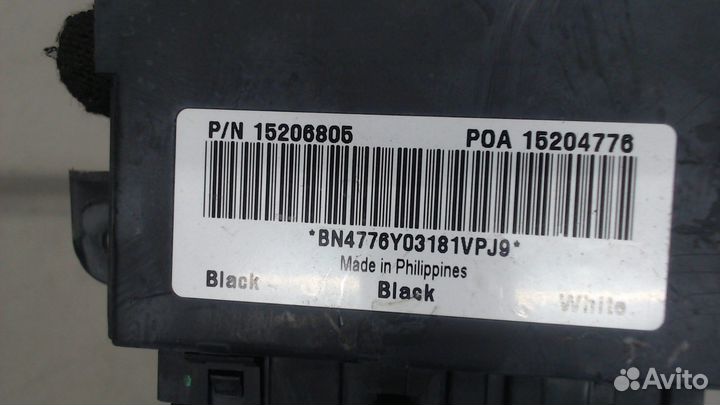 P/N 15206805 POA 15204776
*BN4776Y03181VPJ9*
Made in Philippines
Black Black White
Avito